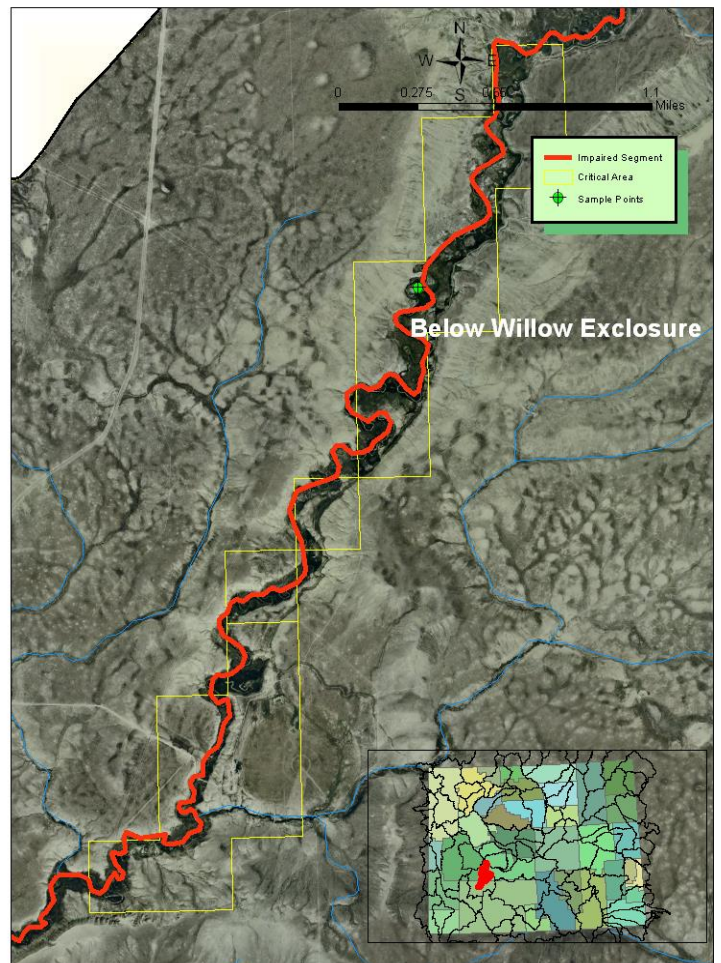 N
W E
S
0 0.275 0.55 1.1
Miles
Impaired Segment
Critical Area
Sample Points
Below Willow Exclosure